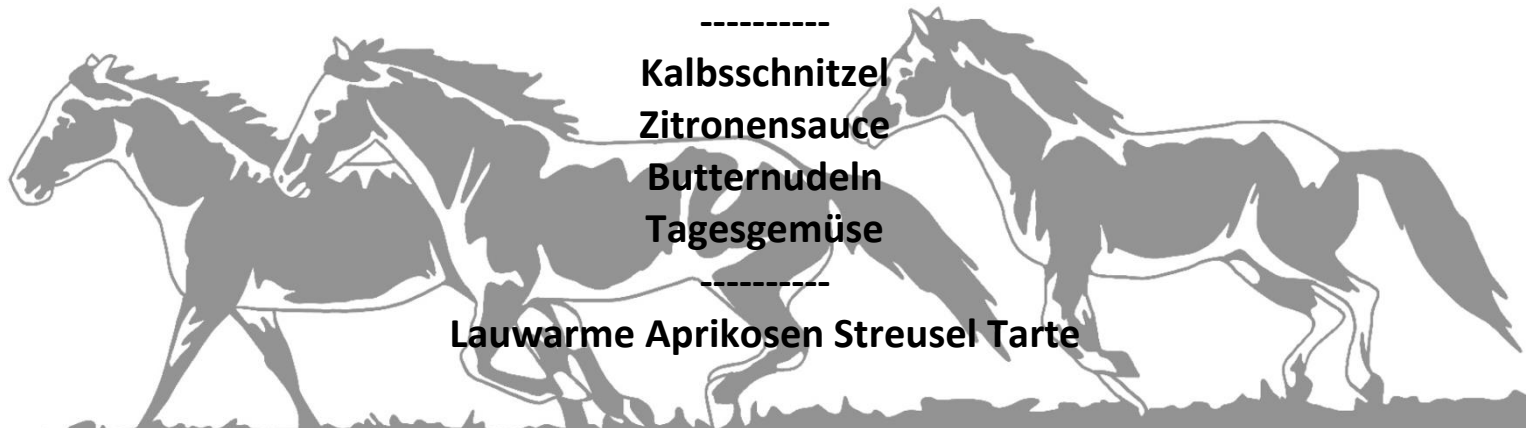 ----------
Kalbsschnitzel
Zitronensauce
Butternudeln
Tagesgemüse
----------
Lauwarme Aprikosen Streusel Tarte